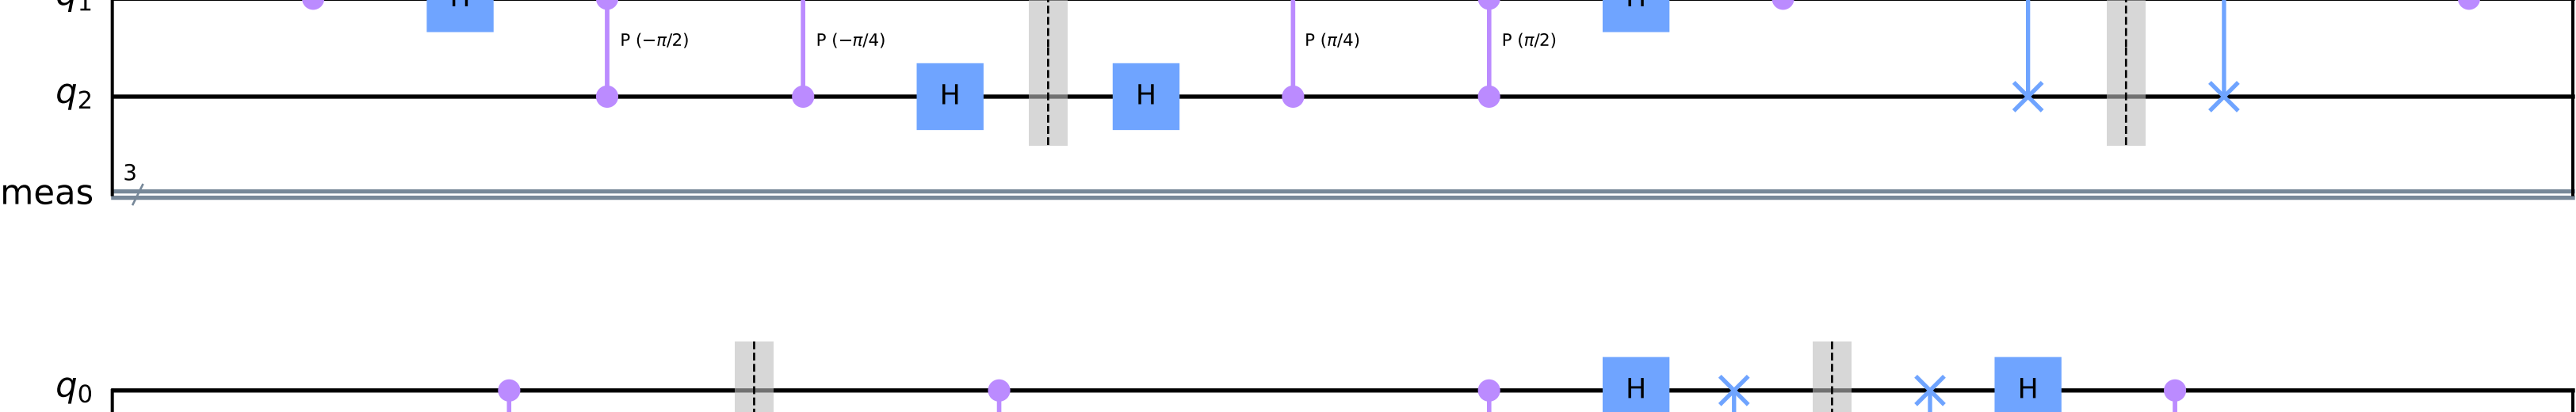 q1 H H
P (−π/2) P (−π/4) P (π/4) P (π/2)
q2 H H
3
meas
q0 H H